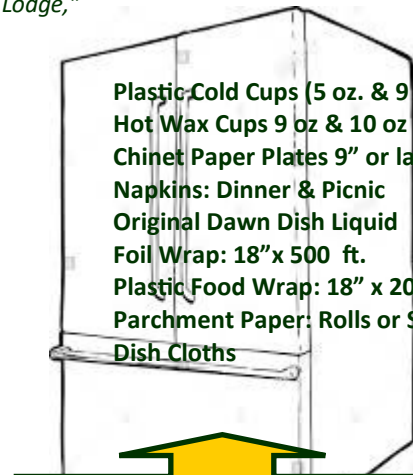 Lodge,"
Plastic Cold Cups (5 oz. & 9
Hot Wax Cups 9 oz & 10 oz
Chinet Paper Plates 9” or la
Napkins: Dinner & Picnic
Original Dawn Dish Liquid
Foil Wrap: 18”x 500 ft.
Plastic Food Wrap: 18” x 20
Parchment Paper: Rolls or S
Dish Cloths